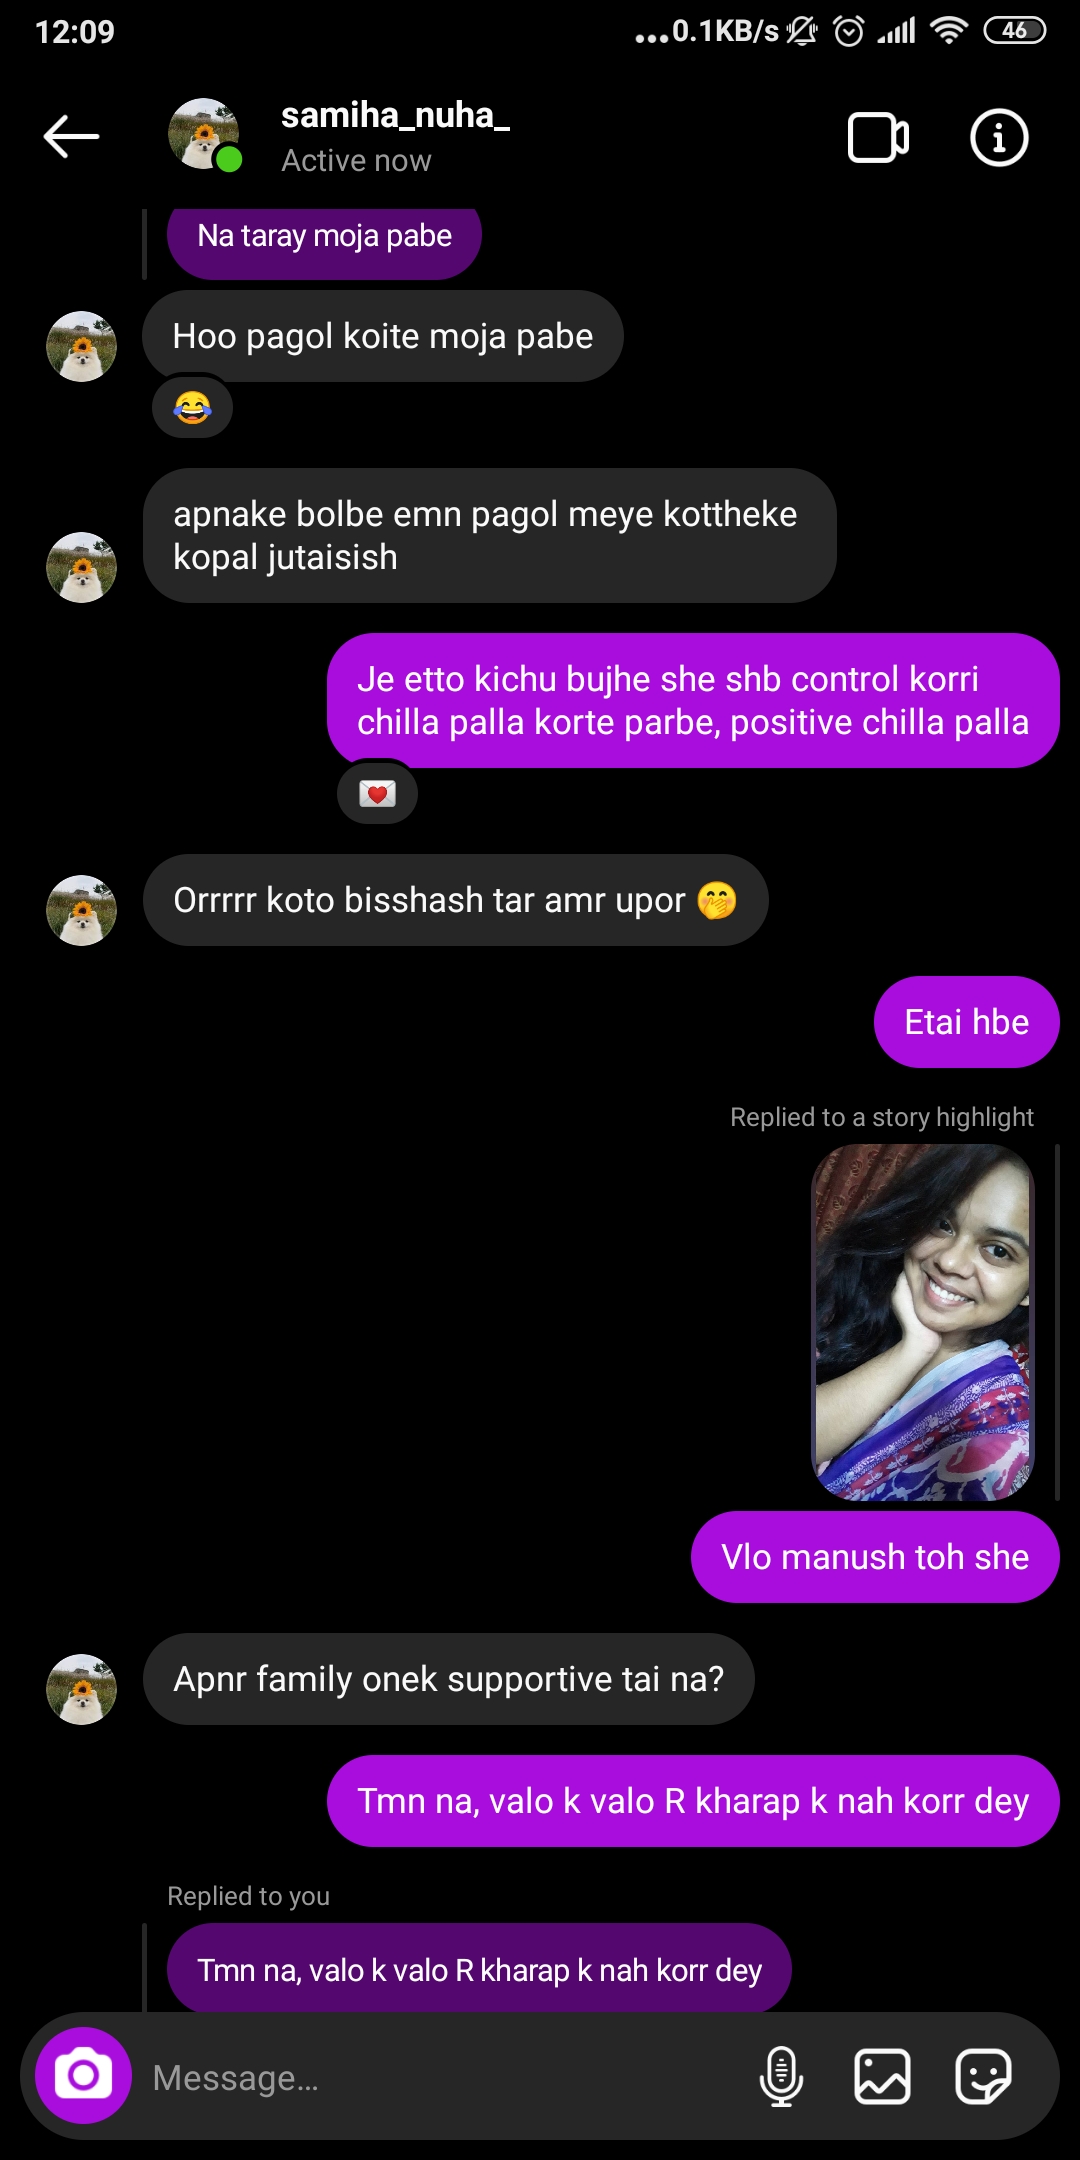 12:09
...0.1KB/s
46
samiha_nuha_
Active now
Na taray moja pabe
Hoo pagol koite moja pabe
apnake bolbe emn pagol meye kottheke
kopal jutaisish
Je etto kichu bujhe she shb control korri
chilla palla korte parbe, positive chilla palla
Orrrrr koto bisshash tar amr upor 🤭
Etai hbe
Replied to a story highlight
Vlo manush toh she
Apnr family onek supportive tai na?
Tmn na, valo k valo R kharap k nah korr dey
Replied to you
Tmn na, valo k valo R kharap k nah korr dey
Message...